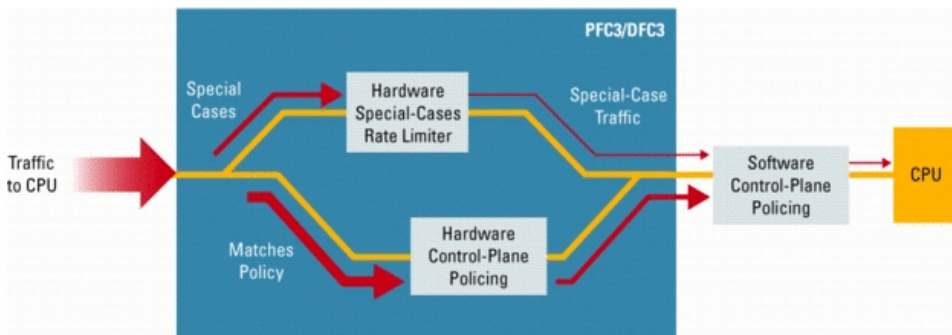 PFC3/DFC3
Special
Cases
Hardware
Special-Cases
Rate Limiter
Special-Case
Traffic
Traffic
to CPU
Software
Control-Plane
Policing
CPU
Matches
Policy
Hardware
Control-Plane
Policing